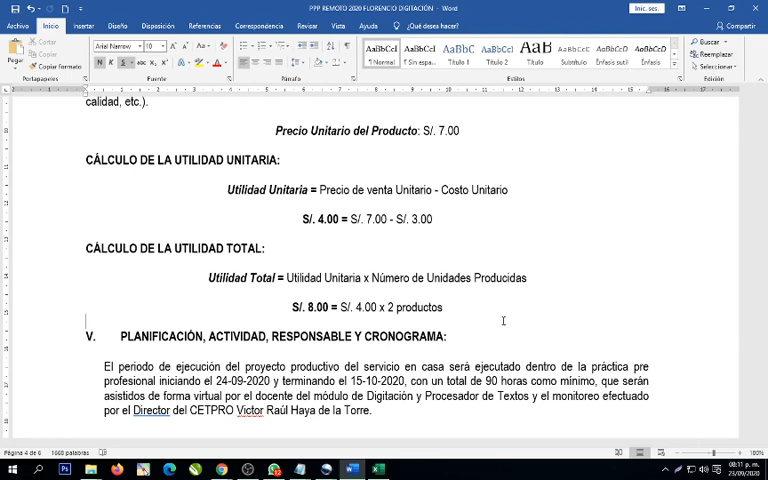 PPP REMOTO 2020 FLORENCIO DIGITACIÓN - Word
Inic. ses.
Archivo Inicio Insertar Diseño Disposición Referencias Correspondencia Revisar Vista Ayuda ¿Qué desea hacer? Compartir
Pegar
Cortar
Copiar
Copiar formato
Portapapeles
Arial Narrow 10
Fuente
Párrafo
AaBbCcI AaBbCcI AaBbC AaBbCcI AaB AaBbCcD AaBbCcD AaBbCcD
¶ Normal ¶ Sin espa... Título 1 Título 2 Título Subtítulo Énfasis sutil Énfasis
Estilos
Buscar
Reemplazar
Seleccionar
Edición
calidad, etc.).
Precio Unitario del Producto: S/. 7.00
CÁLCULO DE LA UTILIDAD UNITARIA:
Utilidad Unitaria = Precio de venta Unitario - Costo Unitario
S/. 4.00 = S/. 7.00 - S/. 3.00
CÁLCULO DE LA UTILIDAD TOTAL:
Utilidad Total = Utilidad Unitaria x Número de Unidades Producidas
S/. 8.00 = S/. 4.00 x 2 productos
V. PLANIFICACIÓN, ACTIVIDAD, RESPONSABLE Y CRONOGRAMA:
El periodo de ejecución del proyecto productivo del servicio en casa será ejecutado dentro de la práctica pre
profesional iniciando el 24-09-2020 y terminando el 15-10-2020, con un total de 90 horas como mínimo, que serán
asistidos de forma virtual por el docente del módulo de Digitación y Procesador de Textos y el monitoreo efectuado
por el Director del CETPRO Victor Raúl Haya de la Torre.
Página 4 de 6 1668 palabras
160%
08:11 p. m.
23/09/2020